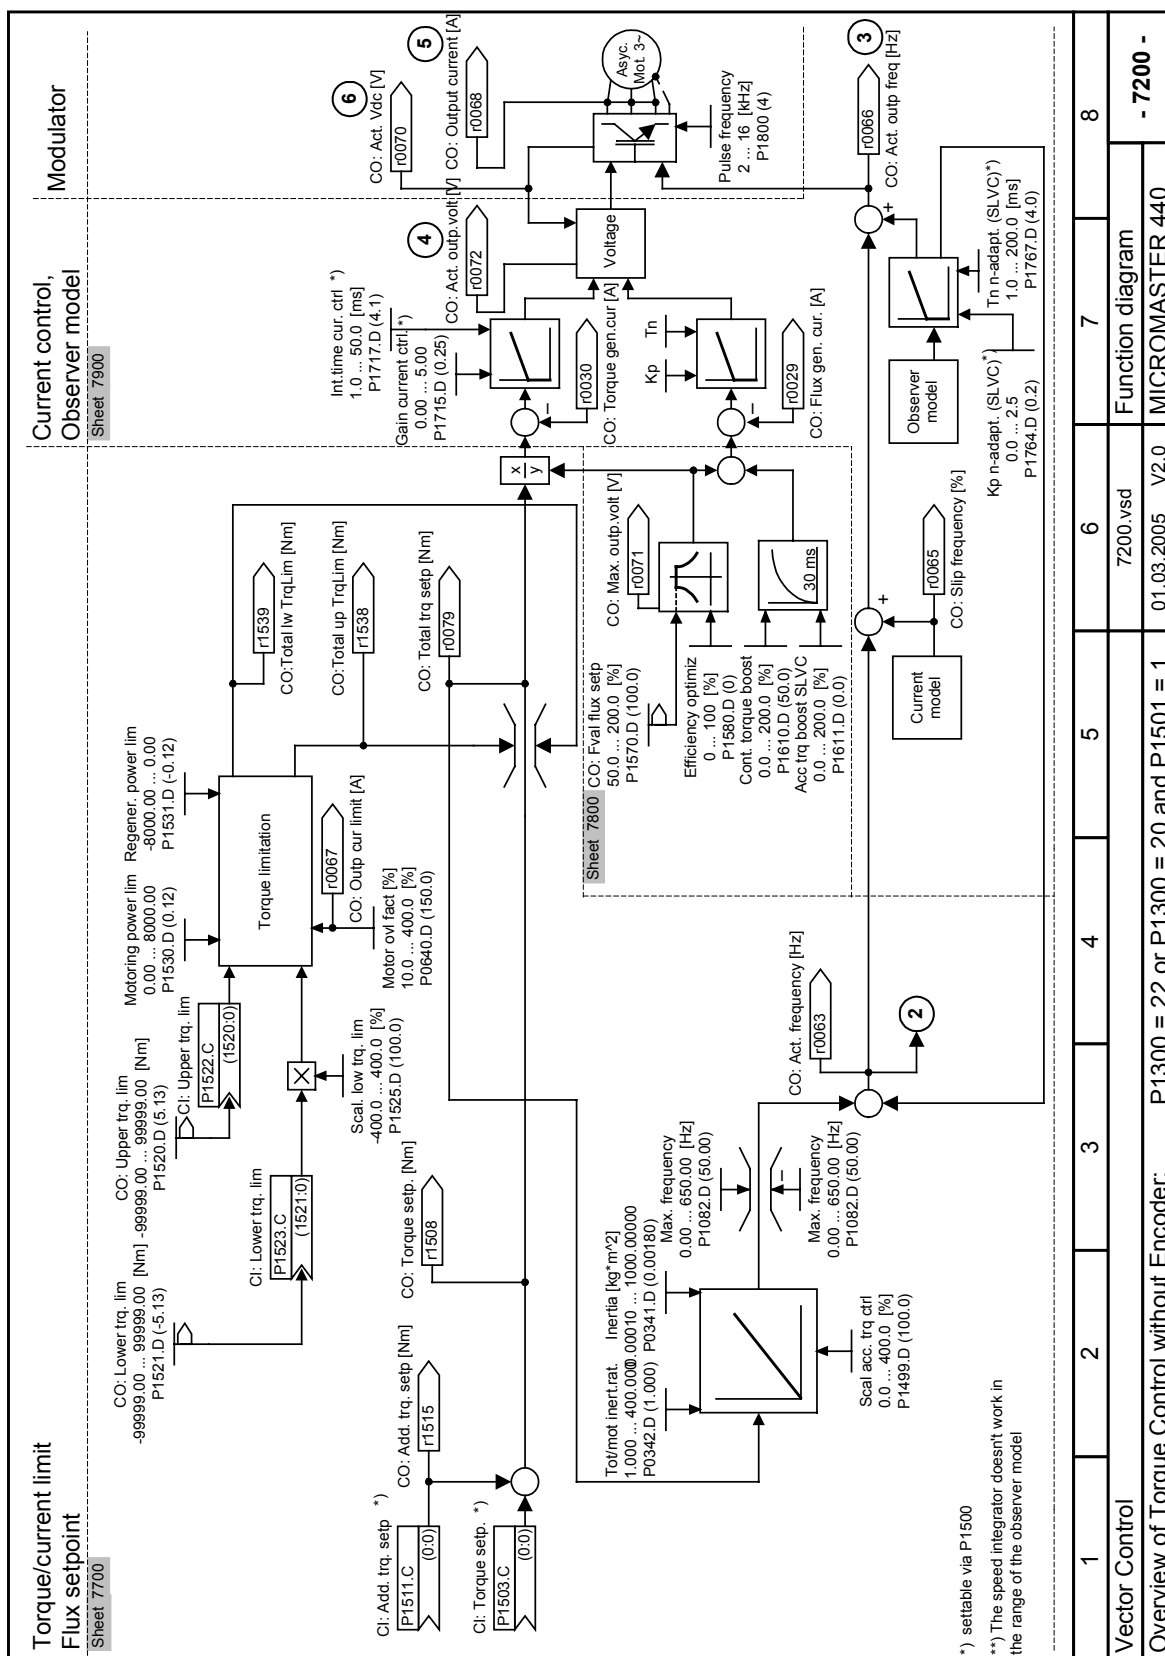 Torque/current limit
Flux setpoint
Sheet 7700
Current control,
Observer model
Sheet 7900
Modulator
CO: Lower trq. lim
-99999.00 ... 99999.00 [Nm]
P1521.D (-5.13)
CO: Upper trq. lim
-99999.00 ... 99999.00 [Nm]
P1520.D (5.13)
CI: Lower trq. lim
P1523.C
(1521:0)
CI: Upper trq. lim
P1522.C
(1520:0)
Scal. low trq. lim
-400.0 ... 400.0 [%]
P1525.D (100.0)
Motoring power lim
0.00 ... 8000.00
P1530.D (0.12)
Regener. power lim
-8000.00 ... 0.00
P1531.D (-0.12)
Torque limitation
r0067
CO: Outp cur limit [A]
Motor ovl fact [%]
10.0 ... 400.0 [%]
P0640.D (150.0)
r1539
CO:Total lw TrqLim [Nm]
r1538
CO:Total up TrqLim [Nm]
CO: Total trq setp [Nm]
r0079
CI: Add. trq. setp *)
P1511.C
(0:0)
CI: Torque setp. *)
P1503.C
(0:0)
CO: Add. trq. setp [Nm]
r1515
CO: Torque setp. [Nm]
r1508
x
y
Int.time cur. ctrl *)
1.0 ... 50.0 [ms]
P1717.D (4.1)
Gain current ctrl. *)
0.00 ... 5.00
P1715.D (0.25)
–
r0030
CO: Torque gen.cur [A]
Kp
Tn
–
r0029
CO: Flux gen. cur. [A]
6
CO: Act. Vdc [V]
r0070
5
CO: Output current [A]
r0068
4
CO: Act. outp.volt [V]
r0072
Voltage
Asyc.
Mot. 3~
Pulse frequency
2 ... 16 [kHz]
P1800 (4)
Sheet 7800
CO: Fval flux setp
50.0 ... 200.0 [%]
P1570.D (100.0)
CO: Max. outp.volt [V]
r0071
Efficiency optimiz
0 ... 100 [%]
P1580.D (0)
Cont. torque boost
0.0 ... 200.0 [%]
P1610.D (50.0)
Acc trq boost SLVC
0.0 ... 200.0 [%]
P1611.D (0.0)
30 ms
Tot/mot inert.rat.
1.000 ... 400.000
P0342.D (1.000)
Inertia [kg*m^2]
0.00010 ... 1000.00000
P0341.D (0.00180)
Scal acc. trq ctrl
0.0 ... 400.0 [%]
P1499.D (100.0)
Max. frequency
0.00 ... 650.00 [Hz]
P1082.D (50.00)
–
Max. frequency
0.00 ... 650.00 [Hz]
P1082.D (50.00)
CO: Act. frequency [Hz]
r0063
2
Current
model
+
r0065
CO: Slip frequency [%]
3
r0066
CO: Act. outp freq [Hz]
+
Observer
model
Kp n-adapt. (SLVC)*)
0.0 ... 2.5
P1764.D (0.2)
Tn n-adapt. (SLVC)*)
1.0 ... 200.0 [ms]
P1767.D (4.0)
*) settable via P1500
**) The speed integrator doesn't work in
the range of the observer model
1 2 3 4 5 6 7 8
Vector Control
7200.vsd
Function diagram
- 7200 -
Overview of Torque Control without Encoder: P1300 = 22 or P1300 = 20 and P1501 = 1
01.03.2005 V2.0
MICROMASTER 440